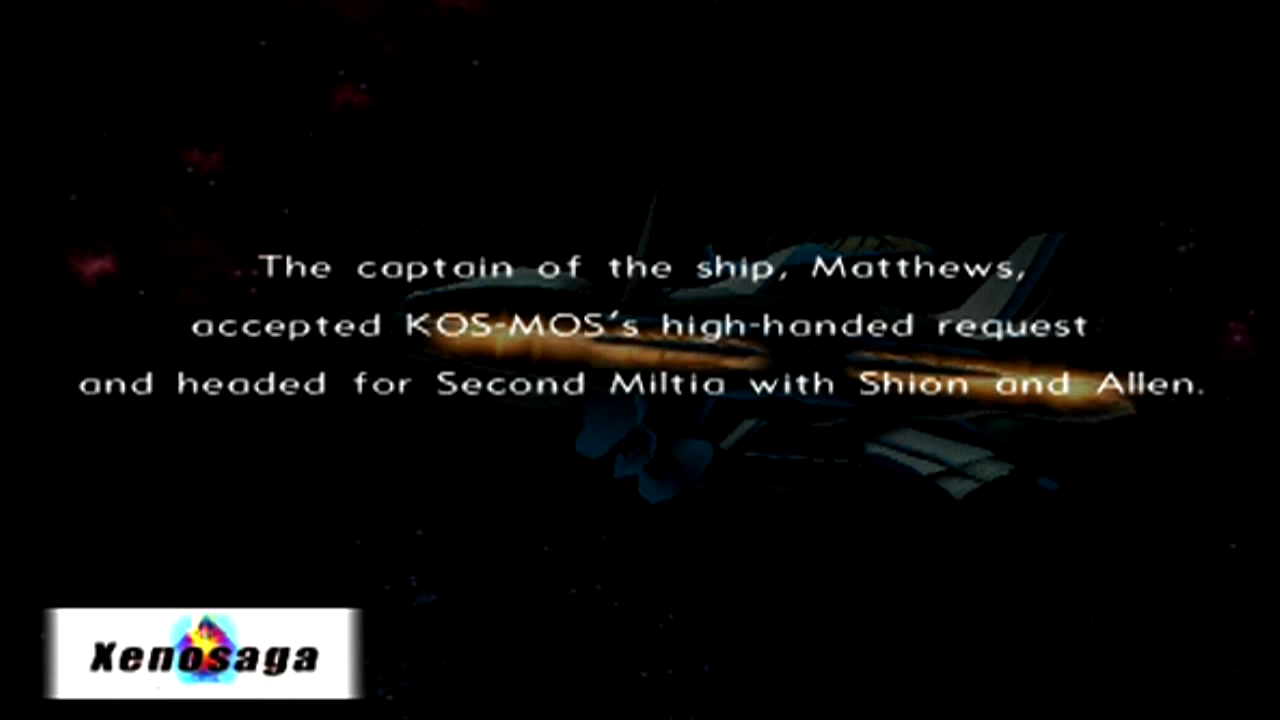 The captain of the ship, Matthews,
accepted KOS-MOS's high-handed request
and headed for Second Miltia with Shion and Allen.
Xenosaga